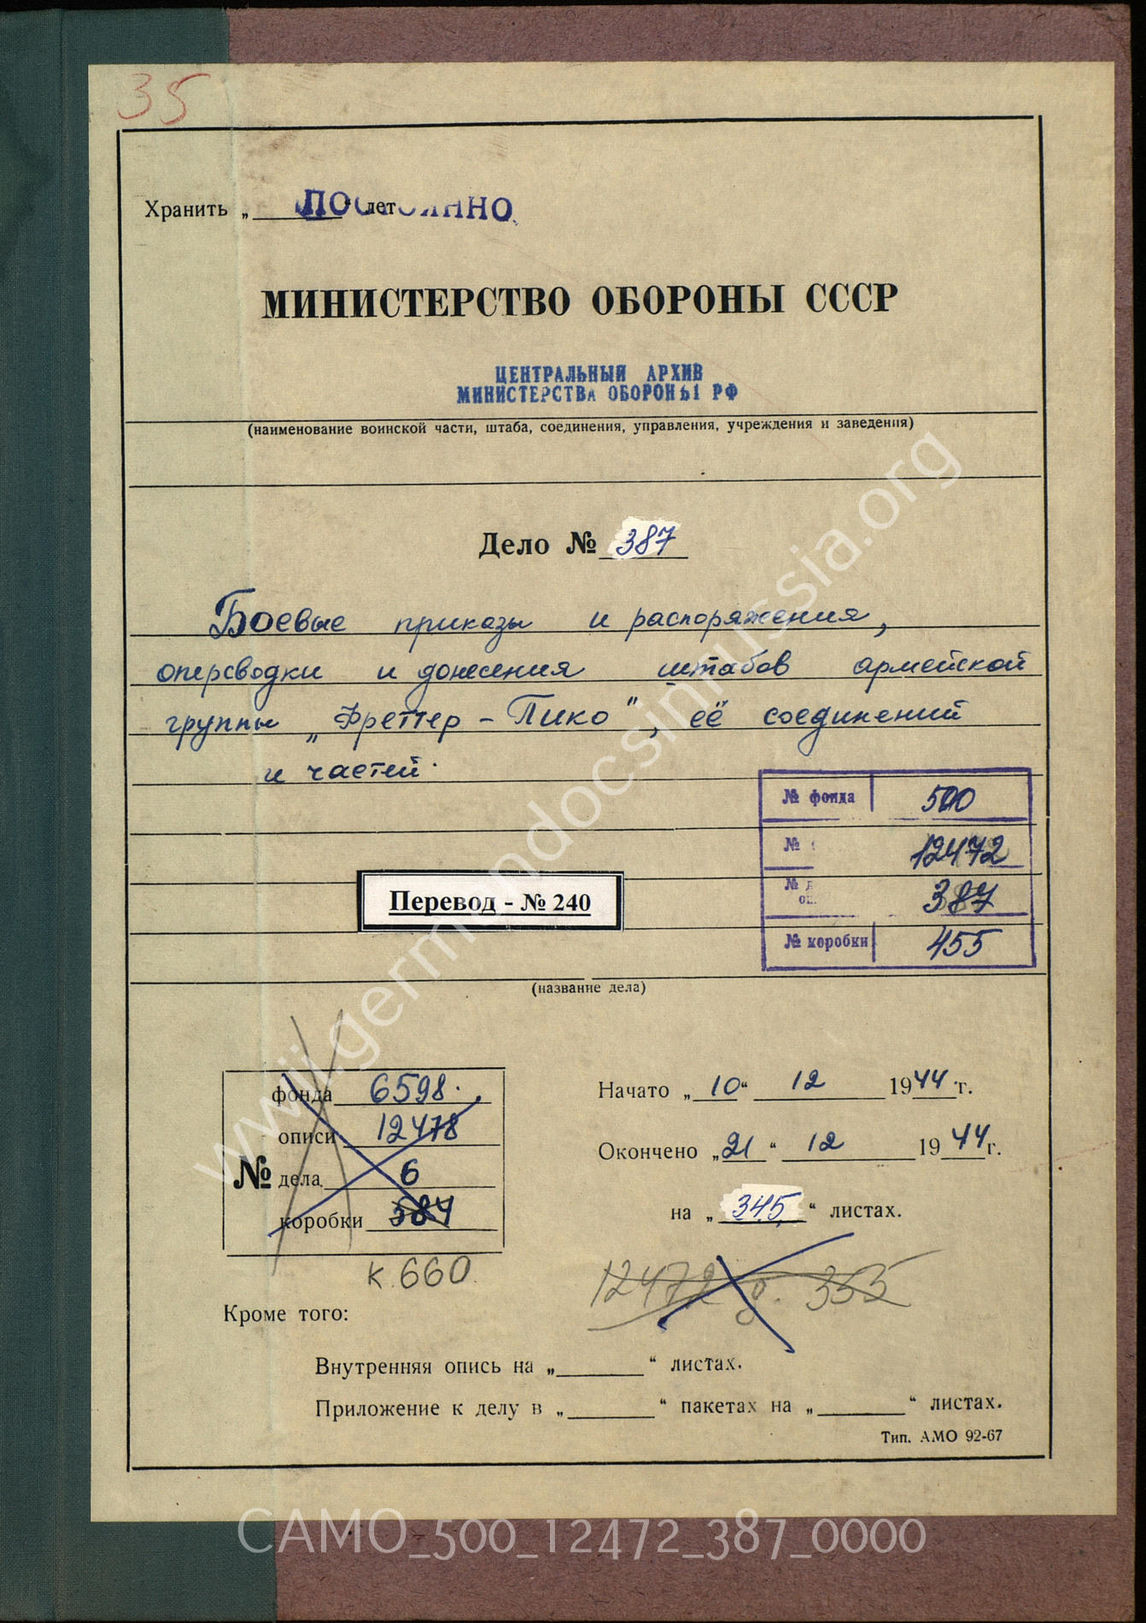 35
Хранить „ ПОСТОЯННО “ лет
МИНИСТЕРСТВО ОБОРОНЫ СССР
ЦЕНТРАЛЬНЫЙ АРХИВ
МИНИСТЕРСТВА ОБОРОНЫ РФ
(наименование воинской части, штаба, соединения, управления, учреждения и заведения)
Дело № 387
Боевые приказы и распоряжения,
оперсводки и донесения штабов армейской
группы „Фреттер-Пико“, её соединений
и частей.
№ фонда 500
№ 12472
№ 387
№ коробки 455
Перевод - № 240
(название дела)
№
фонда 6598.
описи 12478
дела 6
коробки 384
к. 660
Начато „10“ 12 1944 г.
Окончено „21“ 12 1944 г.
на „345“ листах.
12472 д. 353
Кроме того:
Внутренняя опись на „ “ листах.
Приложение к делу в „ “ пакетах на „ “ листах.
Тип. АМО 92-67
www.germandocsinrussia.org
CAMO_500_12472_387_0000